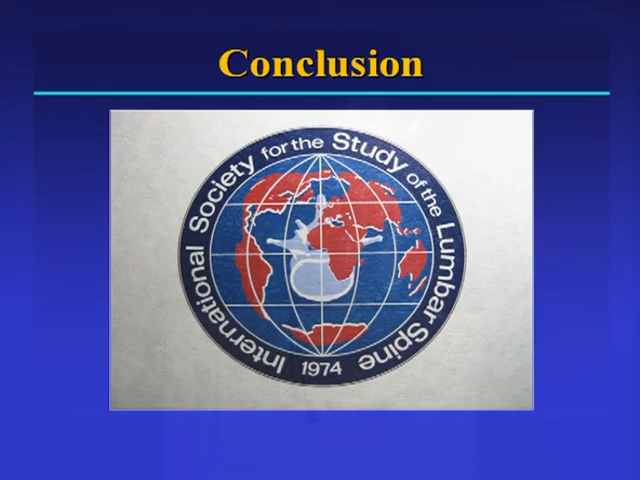 Conclusion
International Society for the Study of the Lumbar Spine
1974